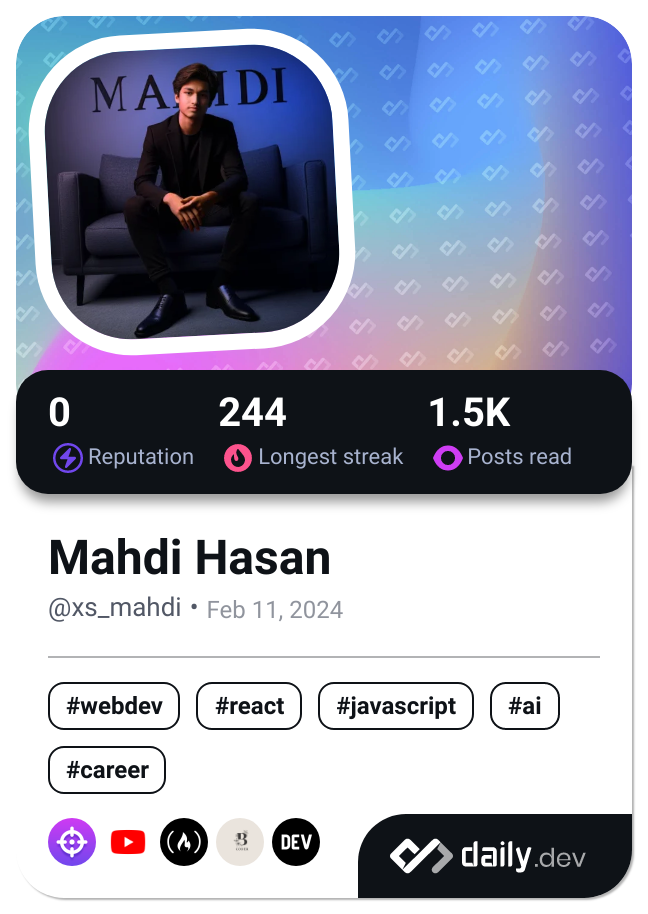 MAHDI
0 244 1.5K
Reputation Longest streak Posts read
Mahdi Hasan
@xs_mahdi • Feb 11, 2024
#webdev #react #javascript #ai
#career
DEV
daily.dev